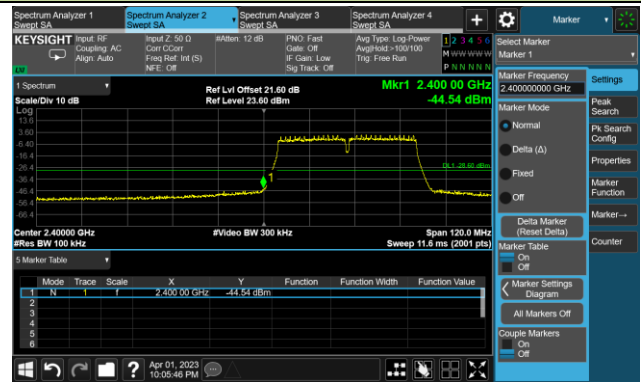 Spectrum Analyzer 1
Swept SA
Spectrum Analyzer 2
Swept SA
Spectrum Analyzer 3
Swept SA
Spectrum Analyzer 4
Swept SA
+
Marker
KEYSIGHT
Input: RF
Coupling: AC
Align: Auto
Input Z: 50 Ω
Corr CCorr
Freq Ref: Int (S)
NFE: Off
#Atten: 12 dB
PNO: Fast
Gate: Off
IF Gain: Low
Sig Track: Off
Avg Type: Log-Power
Avg|Hold:>100/100
Trig: Free Run
1 2 3 4 5 6
M W W W W W
P N N N N N
Select Marker
Marker 1
1 Spectrum
Scale/Div 10 dB
Ref Lvl Offset 21.60 dB
Ref Level 23.60 dBm
Mkr1 2.400 00 GHz
-44.54 dBm
Log
13.6
3.60
-6.40
-16.4
-26.4
-36.4
-46.4
-56.4
-66.4
DL1 -28.60 dBm
1
Center 2.40000 GHz
#Res BW 100 kHz
#Video BW 300 kHz
Span 120.0 MHz
Sweep 11.6 ms (2001 pts)
5 Marker Table
Mode Trace Scale X Y Function Function Width Function Value
1 N 1 f 2.400 00 GHz -44.54 dBm
2
3
4
5
6
Marker Frequency
2.400000000 GHz
Marker Mode
Normal
Delta (Δ)
Fixed
Off
Delta Marker
(Reset Delta)
Marker Table
On
Off
Marker Settings
Diagram
All Markers Off
Couple Markers
On
Off
Settings
Peak
Search
Pk Search
Config
Properties
Marker
Function
Marker→
Counter
?
Apr 01, 2023
10:05:46 PM